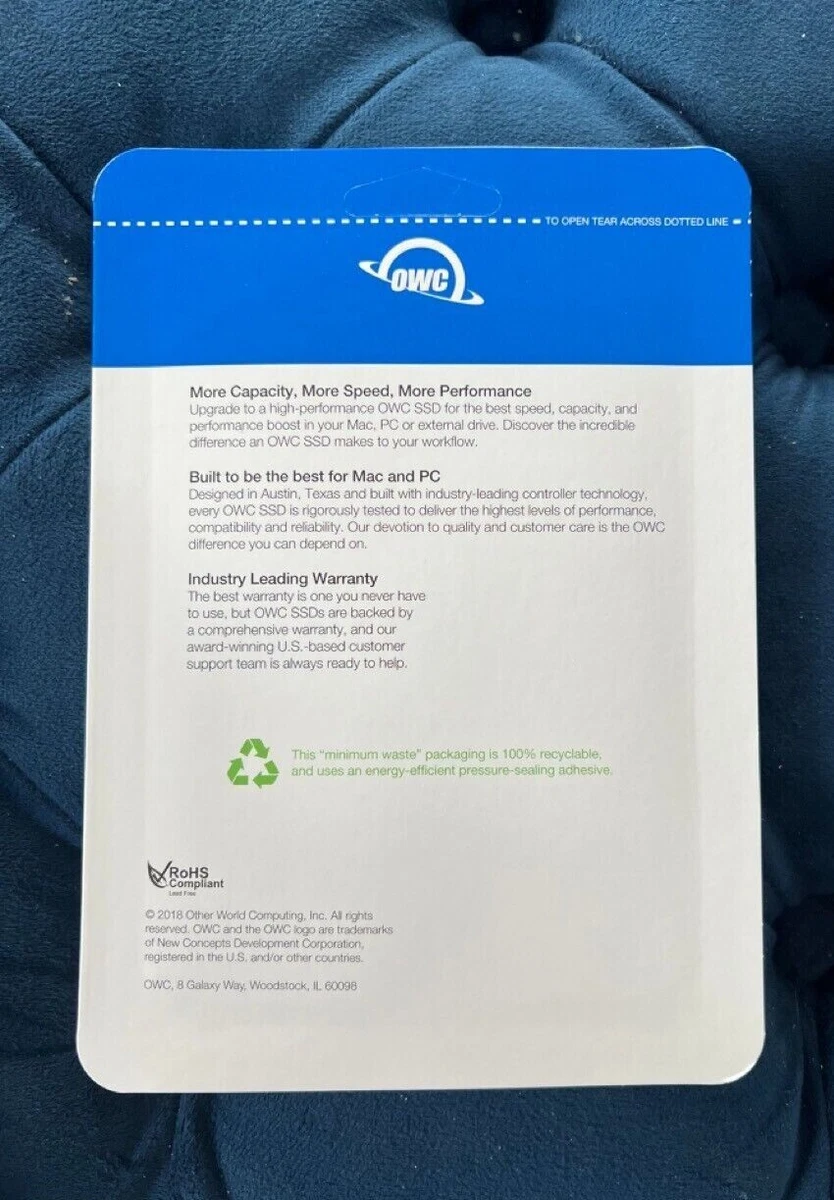 TO OPEN TEAR ACROSS DOTTED LINE
OWC
More Capacity, More Speed, More Performance
Upgrade to a high-performance OWC SSD for the best speed, capacity, and
performance boost in your Mac, PC or external drive. Discover the incredible
difference an OWC SSD makes to your workflow.
Built to be the best for Mac and PC
Designed in Austin, Texas and built with industry-leading controller technology,
every OWC SSD is rigorously tested to deliver the highest levels of performance,
compatibility and reliability. Our devotion to quality and customer care is the OWC
difference you can depend on.
Industry Leading Warranty
The best warranty is one you never have
to use, but OWC SSDs are backed by
a comprehensive warranty, and our
award-winning U.S.-based customer
support team is always ready to help.
This “minimum waste” packaging is 100% recyclable,
and uses an energy-efficient pressure-sealing adhesive.
RoHS
Compliant
Lead Free
© 2018 Other World Computing, Inc. All rights
reserved. OWC and the OWC logo are trademarks
of New Concepts Development Corporation,
registered in the U.S. and/or other countries.
OWC, 8 Galaxy Way, Woodstock, IL 60098